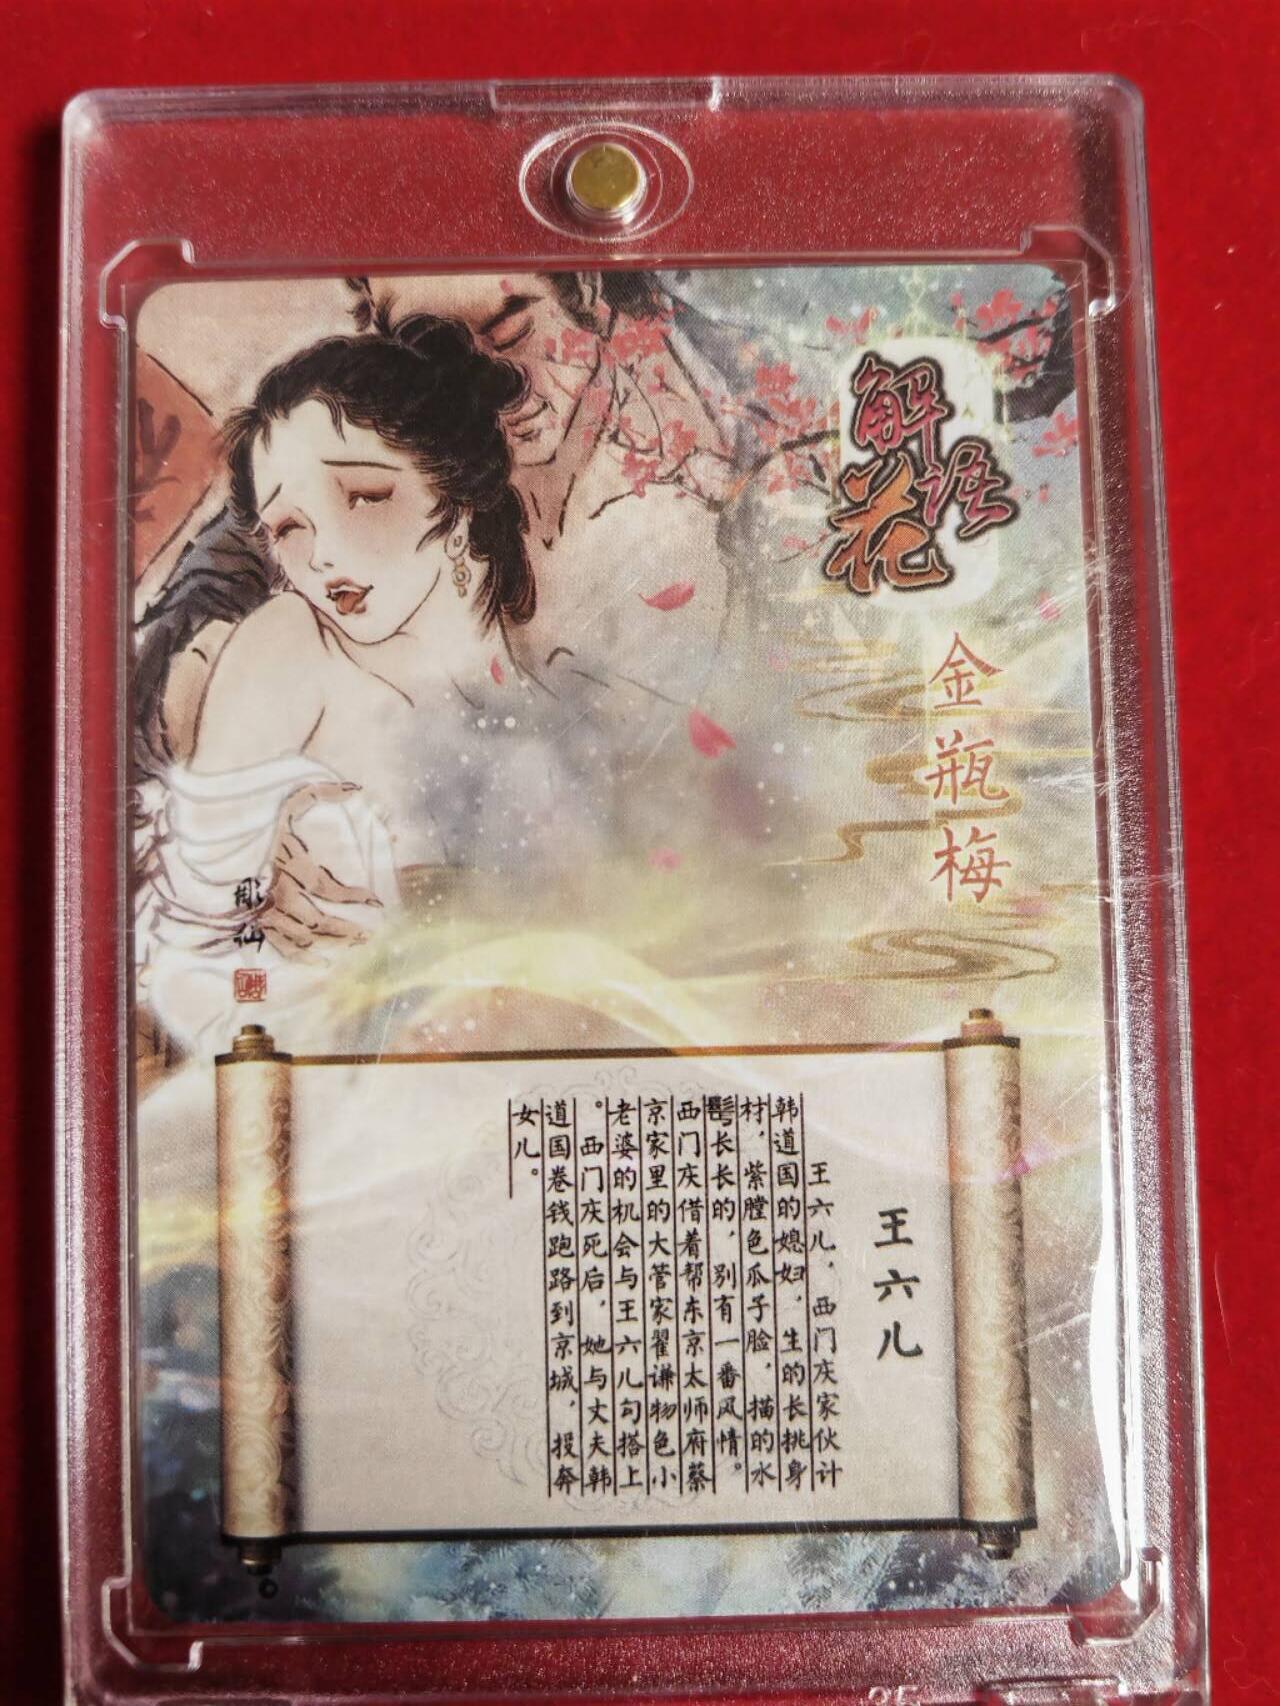 解语花
金瓶梅
彫仙
王六儿
王六儿，西门庆家伙计
韩道国的媳妇，生的长挑身
材，紫膛色瓜子脸，描的水
长长的，别有一番风情。
西门庆借着帮东京太师府蔡
京家里的大管家翟谦物色小
老婆的机会与王六儿勾搭上
。西门庆死后，她与丈夫韩
道国卷钱跑路到京城，投奔
女儿。